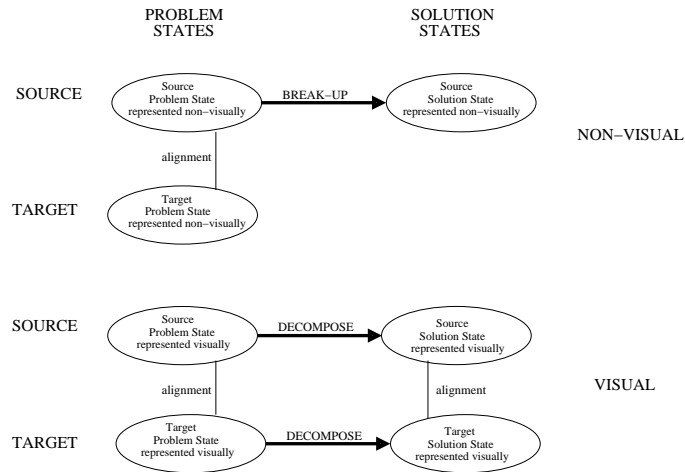 PROBLEM
STATES
SOLUTION
STATES
SOURCE
Source
Problem State
represented non–visually
BREAK–UP
Source
Solution State
represented non–visually
NON–VISUAL
alignment
TARGET
Target
Problem State
represented non–visually
SOURCE
Source
Problem State
represented visually
DECOMPOSE
Source
Solution State
represented visually
alignment
alignment
VISUAL
TARGET
Target
Problem State
represented visually
DECOMPOSE
Target
Solution State
represented visually